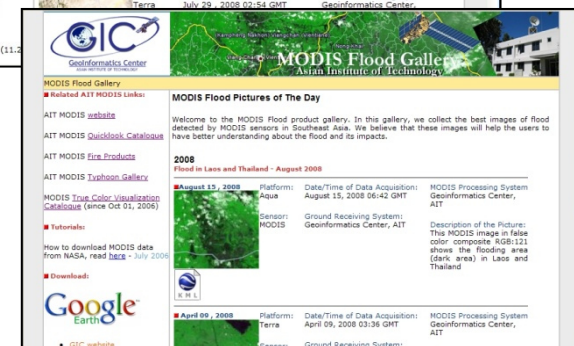 Terra
July 29 , 2008 02:54 GMT
Geoinformatics Center,
(11.2
GIC
Geoinformatics Center
ASIAN INSTITUTE OF TECHNOLOGY
MODIS Flood Gallery
Asian Institute of Technology
MODIS Flood Gallery
Related AIT MODIS Links:
AIT MODIS website
AIT MODIS Quicklook Catalogue
AIT MODIS Fire Products
AIT MODIS Typhoon Gallery
MODIS True Color Visualization
Catalogue (since Oct 01, 2006)
Tutorials:
How to download MODIS data
from NASA, read here - July 2006
Download:
Google
Earth
GIC website
MODIS Flood Pictures of The Day
Welcome to the MODIS Flood product gallery. In this gallery, we collect the best images of flood
detected by MODIS sensors in Southeast Asia. We believe that these images will help the users to
have better understanding about the flood and its impacts.
2008
Flood in Laos and Thailand - August 2008
August 15 , 2008
KML
Platform:
Aqua
Sensor:
MODIS
Date/Time of Data Acquisition:
August 15, 2008 06:42 GMT
Ground Receiving System:
Geoinformatics Center, AIT
MODIS Processing System
Geoinformatics Center,
AIT
Description of the Picture:
This MODIS image in false
color composite RGB:121
shows the flooding area
(dark area) in Laos and
Thailand
April 09 , 2008
Platform:
Terra
Sensor:
Date/Time of Data Acquisition:
April 09, 2008 03:36 GMT
Ground Receiving System:
MODIS Processing System
Geoinformatics Center,
AIT